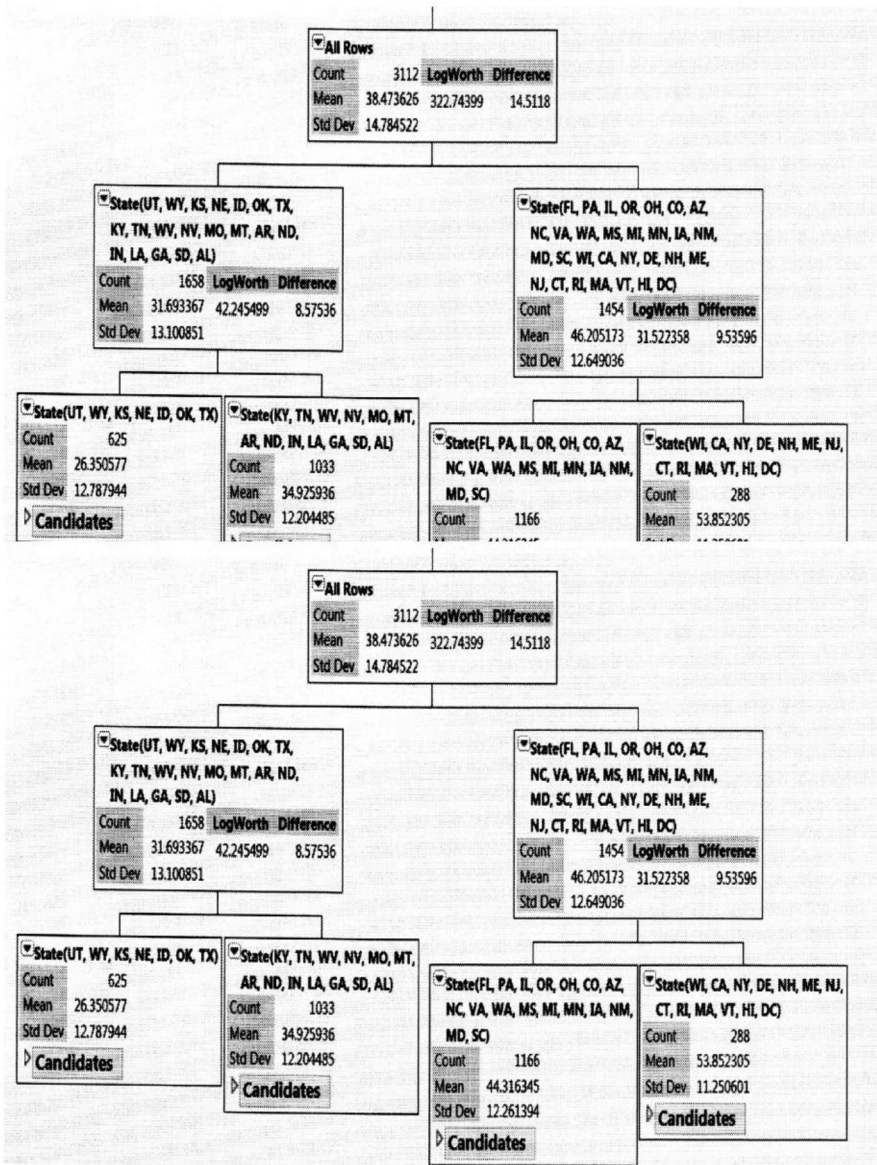 All Rows
Count 3112 LogWorth Difference
Mean 38.473626 322.74399 14.5118
Std Dev 14.784522
State(UT, WY, KS, NE, ID, OK, TX,
KY, TN, WV, NV, MO, MT, AR, ND,
IN, LA, GA, SD, AL)
Count 1658 LogWorth Difference
Mean 31.693367 42.245499 8.57536
Std Dev 13.100851
State(FL, PA, IL, OR, OH, CO, AZ,
NC, VA, WA, MS, MI, MN, IA, NM,
MD, SC, WI, CA, NY, DE, NH, ME,
NJ, CT, RI, MA, VT, HI, DC)
Count 1454 LogWorth Difference
Mean 46.205173 31.522358 9.53596
Std Dev 12.649036
State(UT, WY, KS, NE, ID, OK, TX)
Count 625
Mean 26.350577
Std Dev 12.787944
Candidates
State(KY, TN, WV, NV, MO, MT,
AR, ND, IN, LA, GA, SD, AL)
Count 1033
Mean 34.925936
Std Dev 12.204485
State(FL, PA, IL, OR, OH, CO, AZ,
NC, VA, WA, MS, MI, MN, IA, NM,
MD, SC)
Count 1166
State(WI, CA, NY, DE, NH, ME, NJ,
CT, RI, MA, VT, HI, DC)
Count 288
Mean 53.852305
All Rows
Count 3112 LogWorth Difference
Mean 38.473626 322.74399 14.5118
Std Dev 14.784522
State(UT, WY, KS, NE, ID, OK, TX,
KY, TN, WV, NV, MO, MT, AR, ND,
IN, LA, GA, SD, AL)
Count 1658 LogWorth Difference
Mean 31.693367 42.245499 8.57536
Std Dev 13.100851
State(FL, PA, IL, OR, OH, CO, AZ,
NC, VA, WA, MS, MI, MN, IA, NM,
MD, SC, WI, CA, NY, DE, NH, ME,
NJ, CT, RI, MA, VT, HI, DC)
Count 1454 LogWorth Difference
Mean 46.205173 31.522358 9.53596
Std Dev 12.649036
State(UT, WY, KS, NE, ID, OK, TX)
Count 625
Mean 26.350577
Std Dev 12.787944
Candidates
State(KY, TN, WV, NV, MO, MT,
AR, ND, IN, LA, GA, SD, AL)
Count 1033
Mean 34.925936
Std Dev 12.204485
Candidates
State(FL, PA, IL, OR, OH, CO, AZ,
NC, VA, WA, MS, MI, MN, IA, NM,
MD, SC)
Count 1166
Mean 44.316345
Std Dev 12.261394
Candidates
State(WI, CA, NY, DE, NH, ME, NJ,
CT, RI, MA, VT, HI, DC)
Count 288
Mean 53.852305
Std Dev 11.250601
Candidates